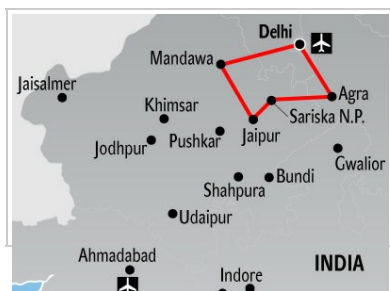 Delhi
Mandawa
Jaisalmer
Agra
Khimsar
Sariska N.P.
Jodhpur
Pushkar
Jaipur
Gwalior
Shahpura
Bundi
Udaipur
Ahmadabad
INDIA
Indore